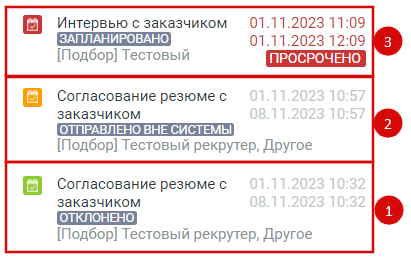 Интервью с заказчиком 01.11.2023 11:09
ЗАПЛАНИРОВАНО 01.11.2023 12:09
[Подбор] Тестовый ПРОСРОЧЕНО
3
Согласование резюме с 01.11.2023 10:57
заказчиком 08.11.2023 10:57
ОТПРАВЛЕНО ВНЕ СИСТЕМЫ
[Подбор] Тестовый рекрутер, Другое
2
Согласование резюме с 01.11.2023 10:32
заказчиком 08.11.2023 10:32
ОТКЛОНЕНО
[Подбор] Тестовый рекрутер, Другое
1